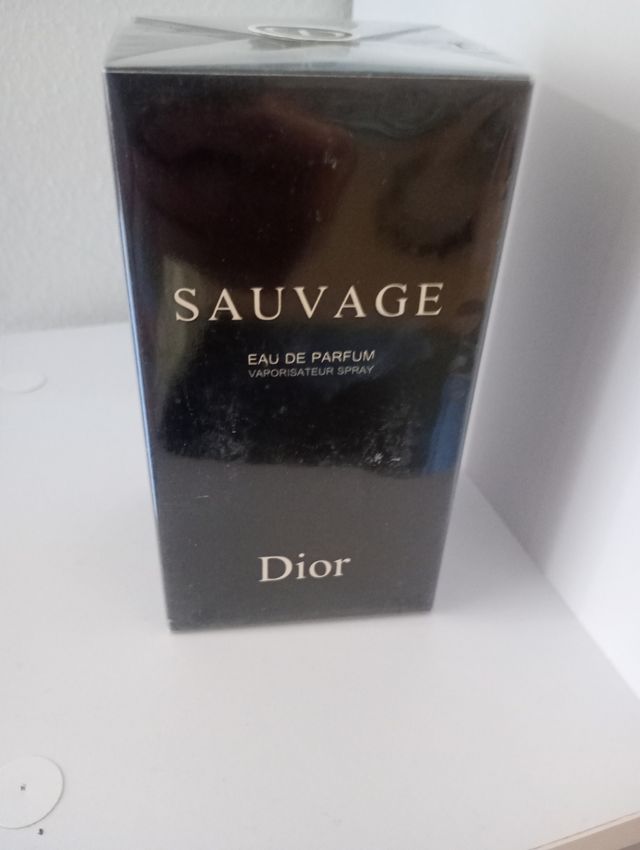 SAUVAGE
EAU DE PARFUM
VAPORISATEUR SPRAY
Dior